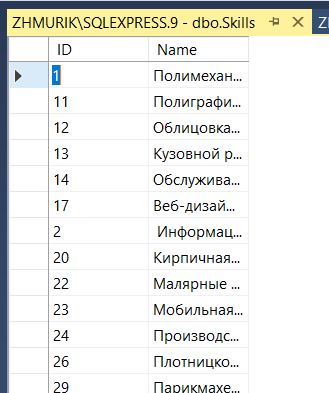 ZHMURIK\SQLEXPRESS.9 - dbo.Skills
ID Name
1 Полимехан...
11 Полиграфи...
12 Облицовка...
13 Кузовной р...
14 Обслужива...
17 Веб-дизай...
2 Информац...
20 Кирпичная...
22 Малярные ...
23 Мобильная...
24 Производс...
26 Плотницко...
29 Парикмахе...